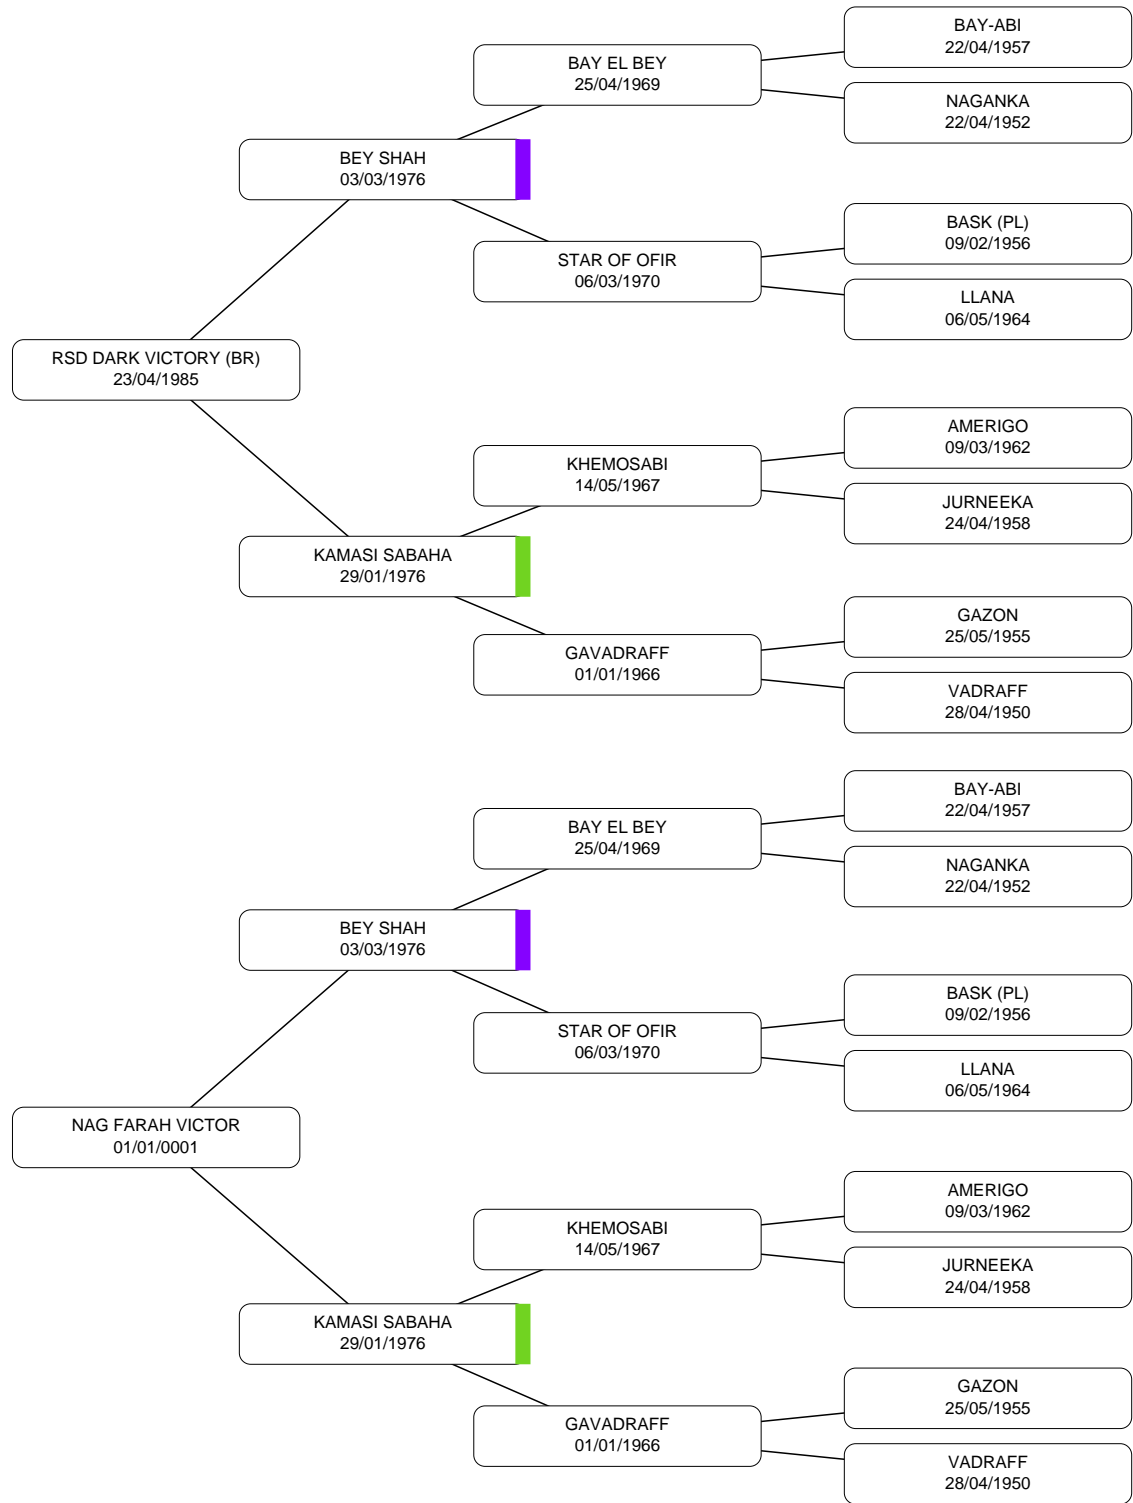 BAY-ABI
22/04/1957
BAY EL BEY
25/04/1969
NAGANKA
22/04/1952
BEY SHAH
03/03/1976
BASK (PL)
09/02/1956
STAR OF OFIR
06/03/1970
LLANA
06/05/1964
RSD DARK VICTORY (BR)
23/04/1985
AMERIGO
09/03/1962
KHEMOSABI
14/05/1967
JURNEEKA
24/04/1958
KAMASI SABAHA
29/01/1976
GAZON
25/05/1955
GAVADRAFF
01/01/1966
VADRAFF
28/04/1950
BAY-ABI
22/04/1957
BAY EL BEY
25/04/1969
NAGANKA
22/04/1952
BEY SHAH
03/03/1976
BASK (PL)
09/02/1956
STAR OF OFIR
06/03/1970
LLANA
06/05/1964
NAG FARAH VICTOR
01/01/0001
AMERIGO
09/03/1962
KHEMOSABI
14/05/1967
JURNEEKA
24/04/1958
KAMASI SABAHA
29/01/1976
GAZON
25/05/1955
GAVADRAFF
01/01/1966
VADRAFF
28/04/1950